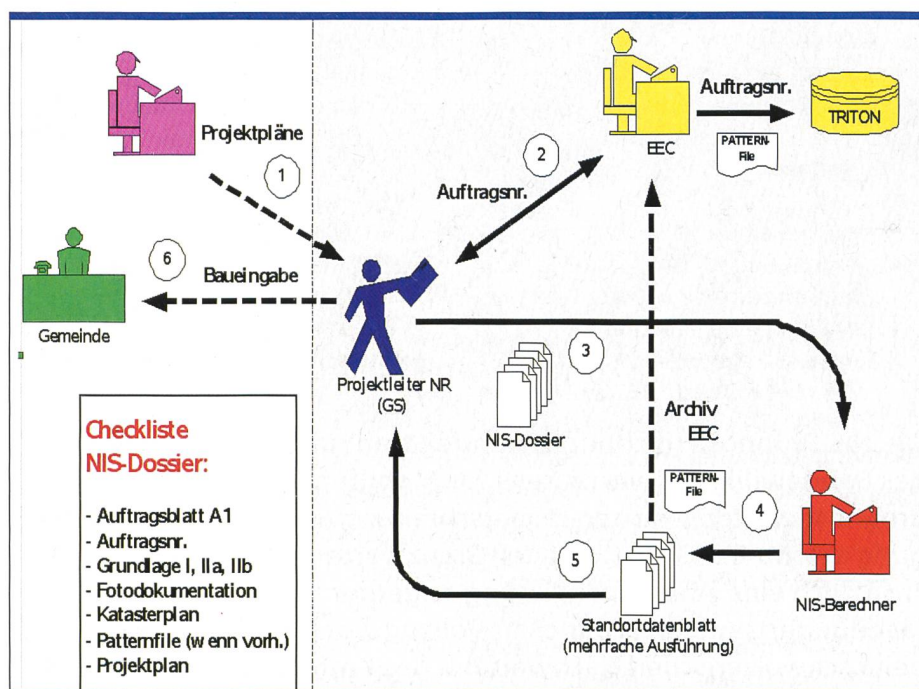 Projektpläne
1
2
Auftragsnr.
EEC
Auftragsnr.
PATTERN-
File
TRITON
6
Baueingabe
Gemeinde
Projektleiter NR
(GS)
3
NIS-Dossier
Archiv
EEC
PATTERN-
File
4
NIS-Berechner
5
Standortdatenblatt
(mehrfache Ausführung)
Checkliste
NIS-Dossier:
- Auftragsblatt A1
- Auftragsnr.
- Grundlage I, IIa, IIb
- Fotodokumentation
- Katasterplan
- Patternfile (wenn vorh.)
- Projektplan